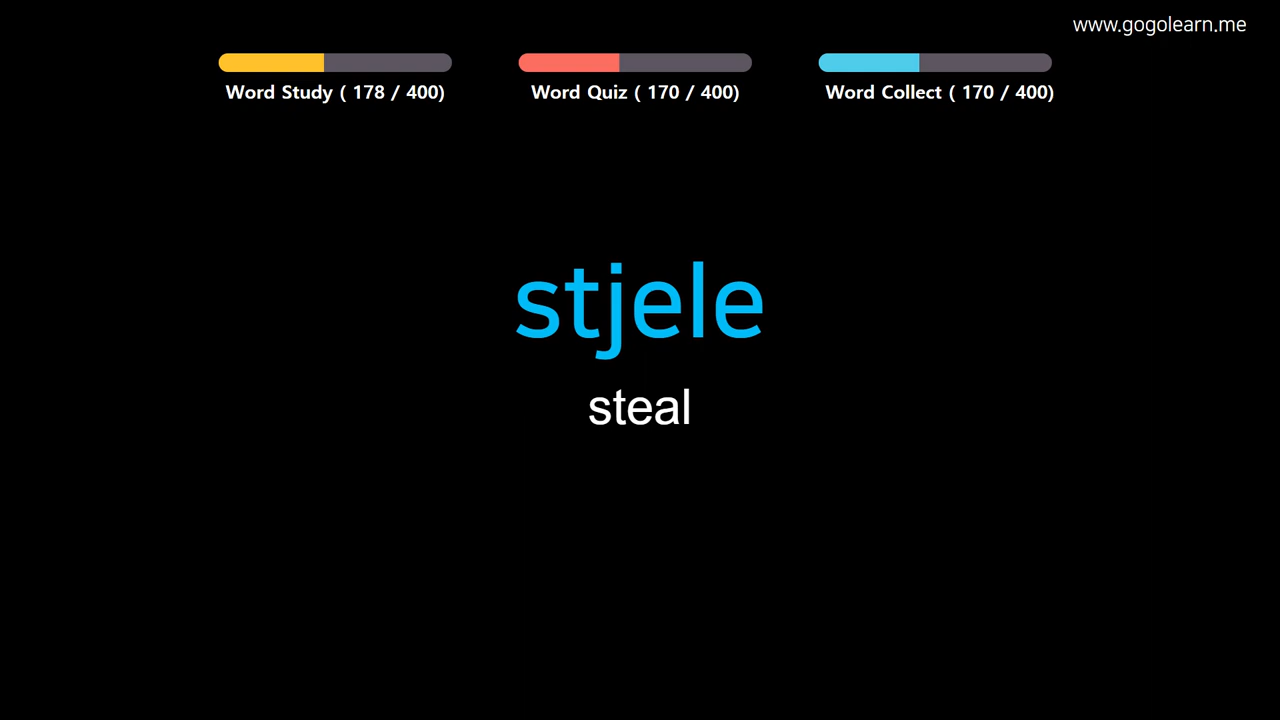 www.gogolearn.me
Word Study ( 178 / 400)
Word Quiz ( 170 / 400)
Word Collect ( 170 / 400)
stjele
steal